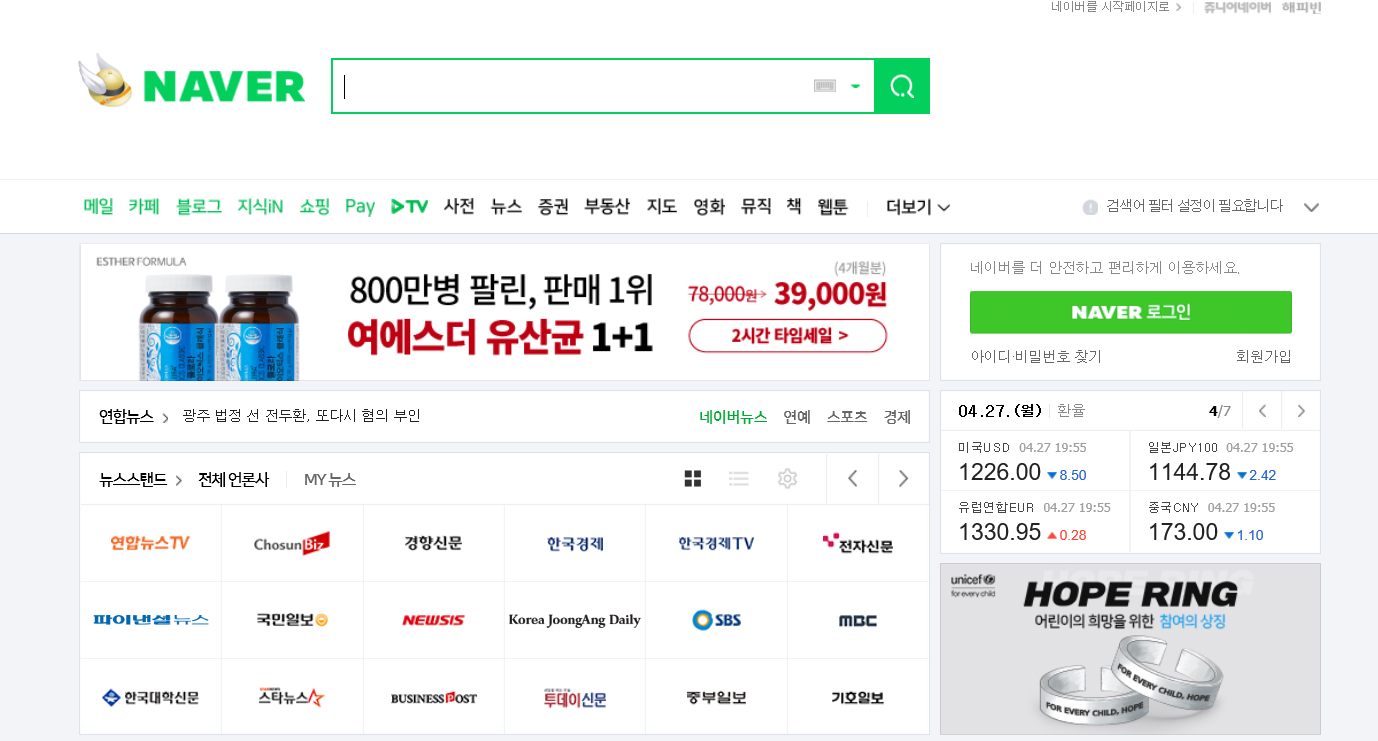 네이버를 시작페이지로 쥬니어네이버 해피빈
NAVER
메일 카페 블로그 지식iN 쇼핑 Pay TV 사전 뉴스 증권 부동산 지도 영화 뮤직 책 웹툰 더보기 검색어 필터 설정이 필요합니다
ESTHER FORMULA
800만병 팔린, 판매 1위
여에스더 유산균 1+1
(4개월분)
78,000원 39,000원
2시간 타임세일 >
네이버를 더 안전하고 편리하게 이용하세요.
NAVER 로그인
아이디·비밀번호 찾기 회원가입
연합뉴스 > 광주 법정 선 전두환, 또다시 혐의 부인 네이버뉴스 연예 스포츠 경제
04.27.(월) 환율 4/7
미국USD 04.27 19:55
1226.00 ▼8.50
일본JPY100 04.27 19:55
1144.78 ▼2.42
유럽연합EUR 04.27 19:55
1330.95 ▲0.28
중국CNY 04.27 19:55
173.00 ▼1.10
뉴스스탠드 > 전체 언론사 MY 뉴스
연합뉴스TV ChosunBiz 경향신문 한국경제 한국경제TV 전자신문
파이낸셜뉴스 국민일보 NEWSIS Korea JoongAng Daily SBS MBC
한국대학신문 스타뉴스 BUSINESSPOST 투데이신문 중부일보 기호일보
unicef
for every child
HOPE RING
어린이의 희망을 위한 참여의 상징
FOR EVERY CHILD, HOPE
FOR EVERY CHILD, HOPE